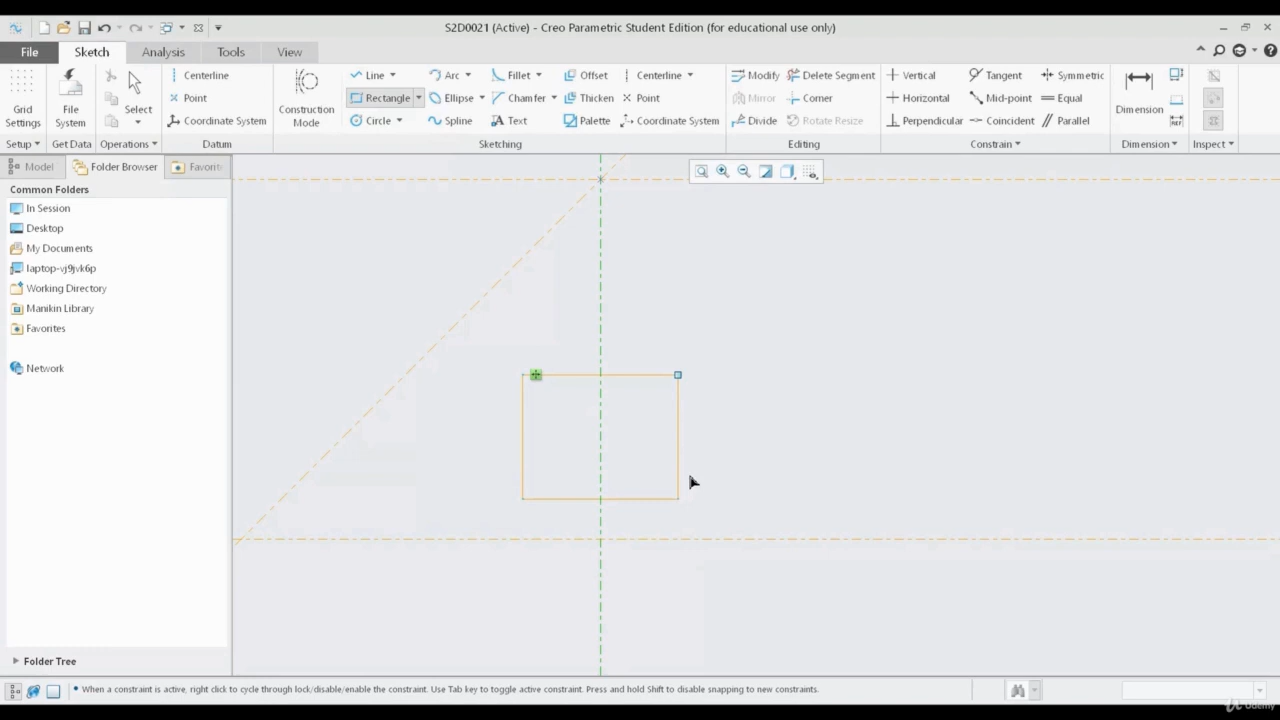 S2D0021 (Active) - Creo Parametric Student Edition (for educational use only)
File Sketch Analysis Tools View
Centerline Line Arc Fillet Offset Centerline Modify Delete Segment Vertical Tangent Symmetric
Point Rectangle Ellipse Chamfer Thicken Point Mirror Corner Horizontal Mid-point Equal
Grid Settings File System Select Coordinate System Construction Mode Circle Spline Text Palette Coordinate System Divide Rotate Resize Perpendicular Coincident Parallel Dimension
Setup Get Data Operations Datum Sketching Editing Constrain Dimension Inspect
Model Folder Browser Favorit
Common Folders
In Session
Desktop
My Documents
laptop-vj9jvk6p
Working Directory
Manikin Library
Favorites
Network
Folder Tree
• When a constraint is active, right click to cycle through lock/disable/enable the constraint. Use Tab key to toggle active constraint. Press and hold Shift to disable snapping to new constraints.
Udemy